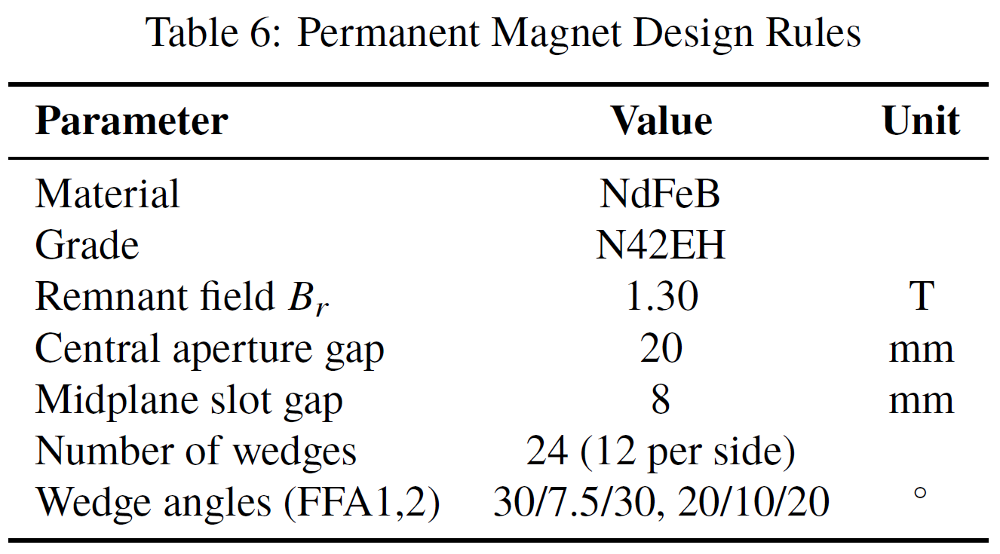 Table 6: Permanent Magnet Design Rules
Parameter Value Unit
Material NdFeB
Grade N42EH
Remnant field Br 1.30 T
Central aperture gap 20 mm
Midplane slot gap 8 mm
Number of wedges 24 (12 per side)
Wedge angles (FFA1,2) 30/7.5/30, 20/10/20 °